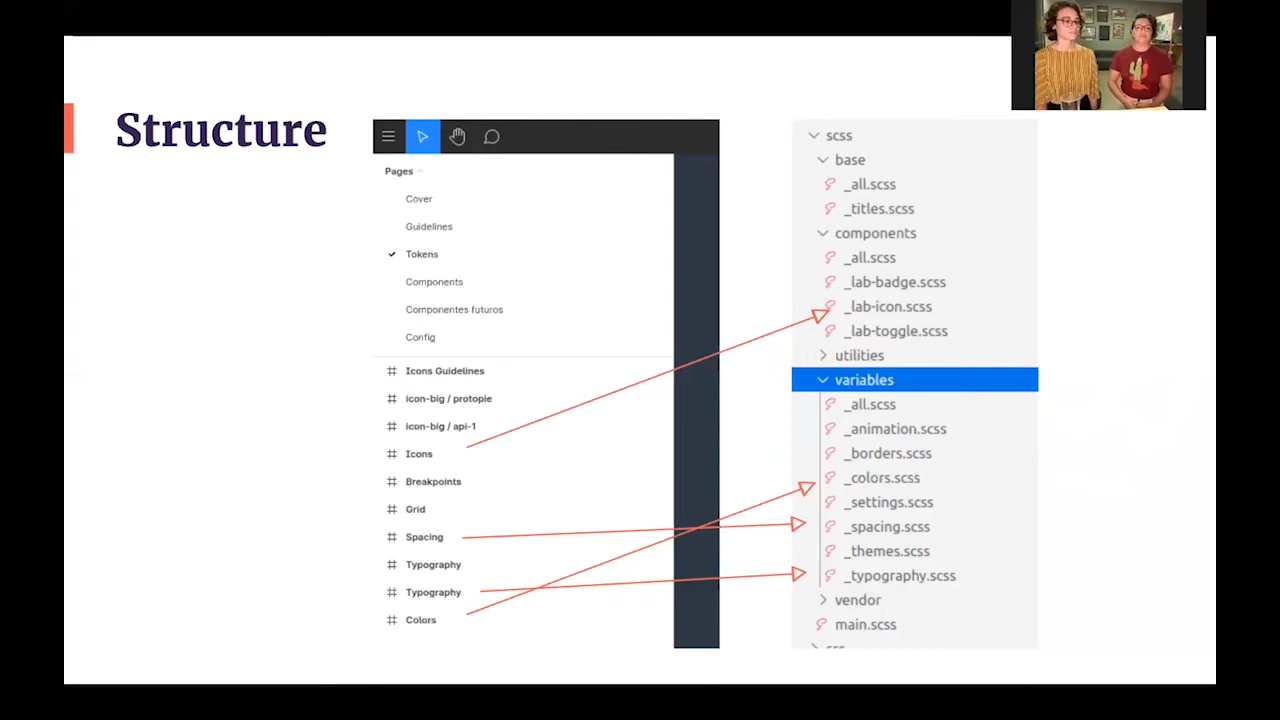 Structure
Pages
Cover
Guidelines
Tokens
Components
Componentes futuros
Config
Icons Guidelines
icon-big / protopie
icon-big / api-1
Icons
Breakpoints
Grid
Spacing
Typography
Typography
Colors
scss
base
_all.scss
_titles.scss
components
_all.scss
_lab-badge.scss
_lab-icon.scss
_lab-toggle.scss
utilities
variables
_all.scss
_animation.scss
_borders.scss
_colors.scss
_settings.scss
_spacing.scss
_themes.scss
_typography.scss
vendor
main.scss